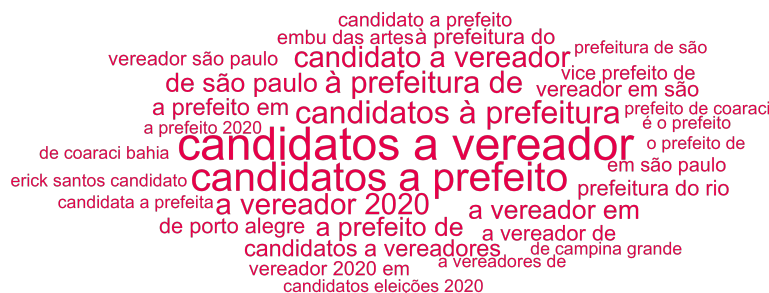 candidato a prefeito
embu das artes à prefeitura do
vereador são paulo candidato a vereador prefeitura de são
de são paulo à prefeitura de vice prefeito de
vereador em são
a prefeito em candidatos à prefeitura prefeito de coaraci
a prefeito 2020 é o prefeito
candidatos a vereador o prefeito de
de coaraci bahia em são paulo
erick santos candidato candidatos a prefeito prefeitura do rio
candidata a prefeita a vereador 2020 a vereador em
de porto alegre a prefeito de a vereador de
candidatos a vereadores de campina grande
vereador 2020 em a vereadores de
candidatos eleições 2020